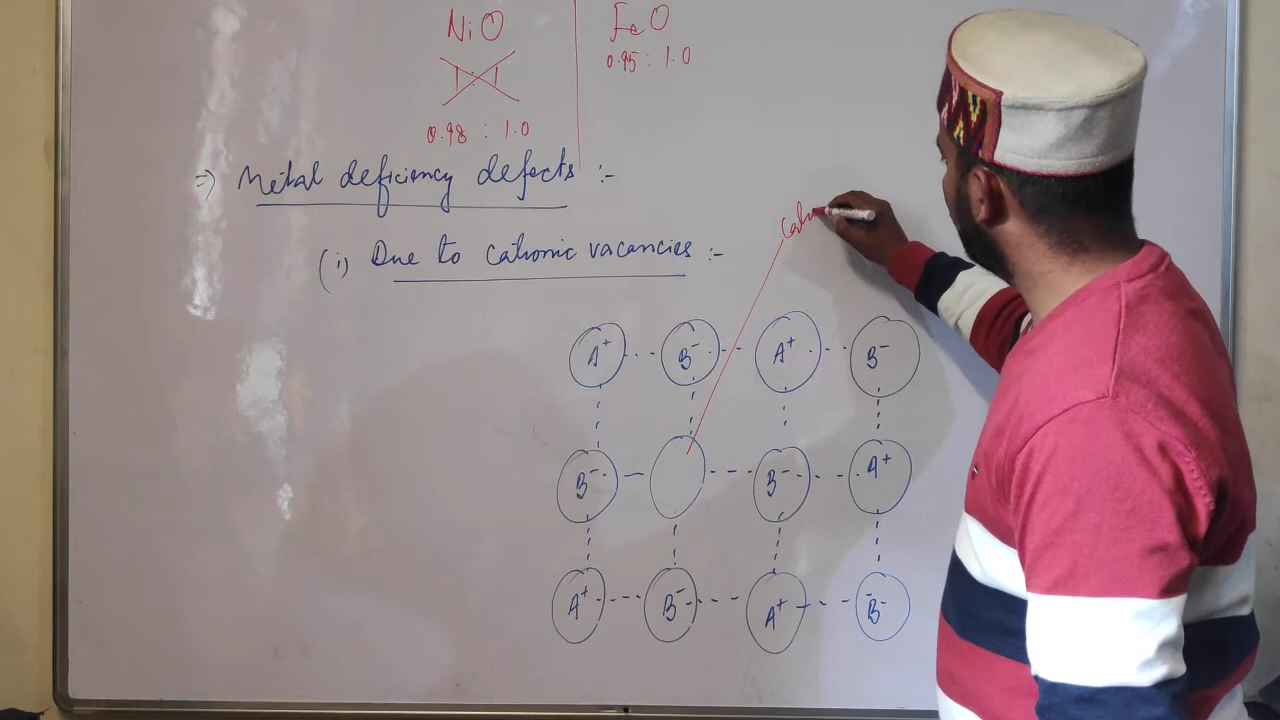 NiO
FeO
1 : 1
0.95 : 1.0
0.98 : 1.0
⇒ Metal deficiency defects :-
(i) Due to cationic vacancies :-
A⁺ B⁻ A⁺ B⁻
B⁻ B⁻ A⁺
A⁺ B⁻ A⁺ B⁻